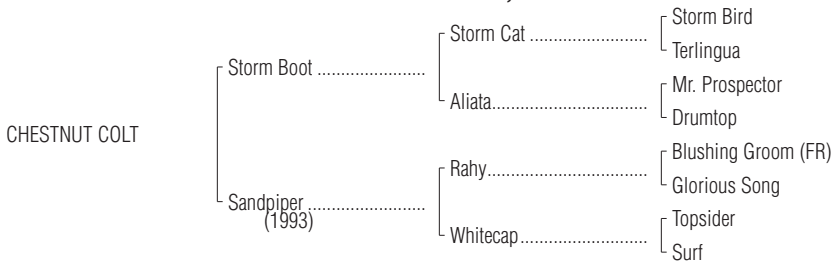 Storm Bird
Storm Cat ........................
Terlingua
Storm Boot .......................
Mr. Prospector
Aliata................................
Drumtop
CHESTNUT COLT
Blushing Groom (FR)
Rahy.................................
Glorious Song
Sandpiper .........................
(1993)
Topsider
Whitecap..........................
Surf